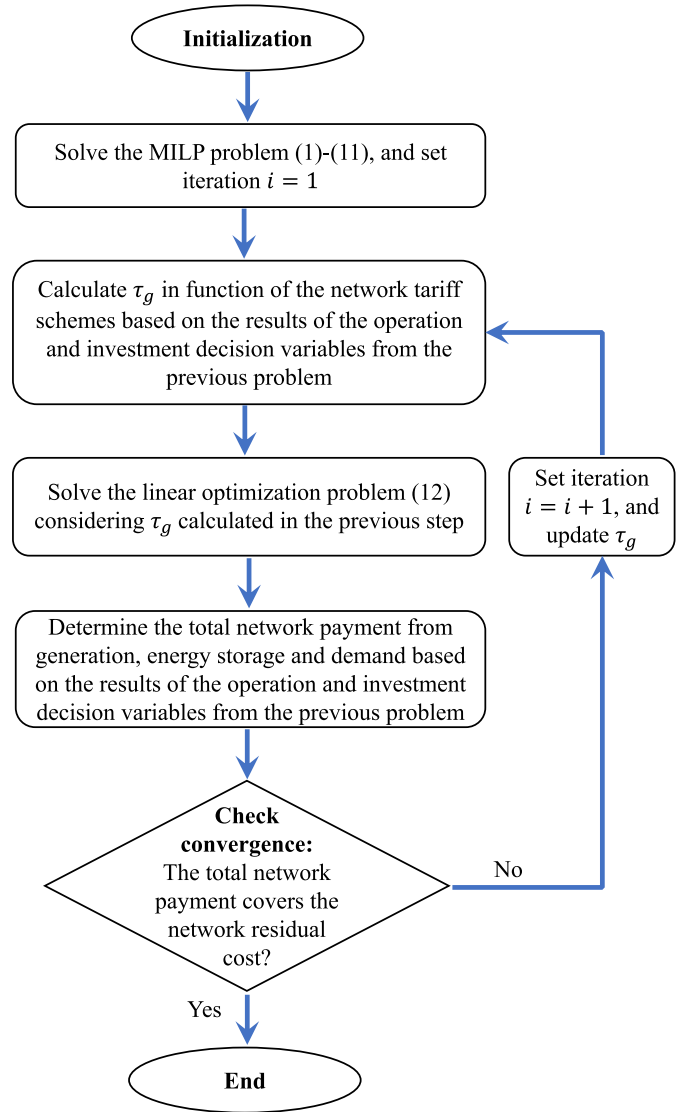 Initialization
Solve the MILP problem (1)-(11), and set
iteration 𝑖 = 1
Calculate 𝜏𝑔 in function of the network tariff
schemes based on the results of the operation
and investment decision variables from the
previous problem
Solve the linear optimization problem (12)
considering 𝜏𝑔 calculated in the previous step
Set iteration
𝑖 = 𝑖 + 1, and
update 𝜏𝑔
Determine the total network payment from
generation, energy storage and demand based
on the results of the operation and investment
decision variables from the previous problem
Check
convergence:
The total network
payment covers the
network residual
cost?
No
Yes
End